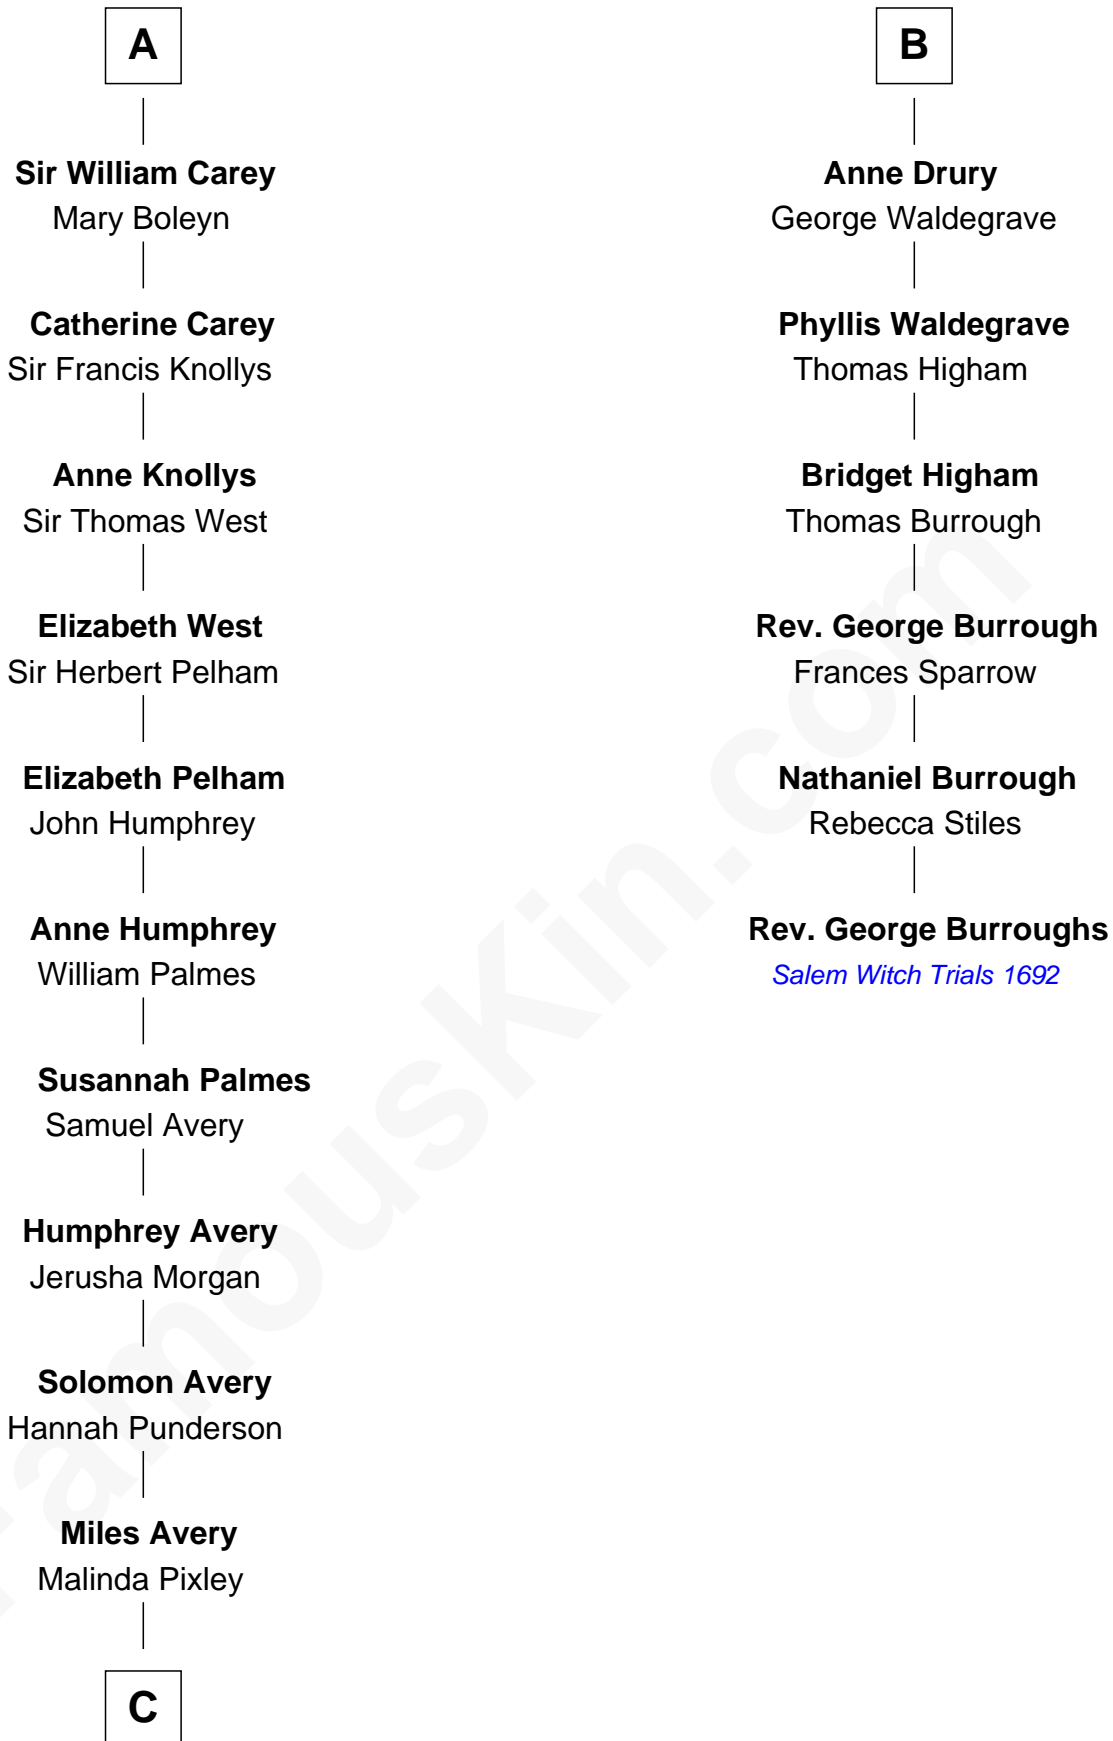 A
Sir William Carey
Mary Boleyn
Catherine Carey
Sir Francis Knollys
Anne Knollys
Sir Thomas West
Elizabeth West
Sir Herbert Pelham
Elizabeth Pelham
John Humphrey
Anne Humphrey
William Palmes
Susannah Palmes
Samuel Avery
Humphrey Avery
Jerusha Morgan
Solomon Avery
Hannah Punderson
Miles Avery
Malinda Pixley
C
B
Anne Drury
George Waldegrave
Phyllis Waldegrave
Thomas Higham
Bridget Higham
Thomas Burrough
Rev. George Burrough
Frances Sparrow
Nathaniel Burrough
Rebecca Stiles
Rev. George Burroughs
Salem Witch Trials 1692
FamousKin.com